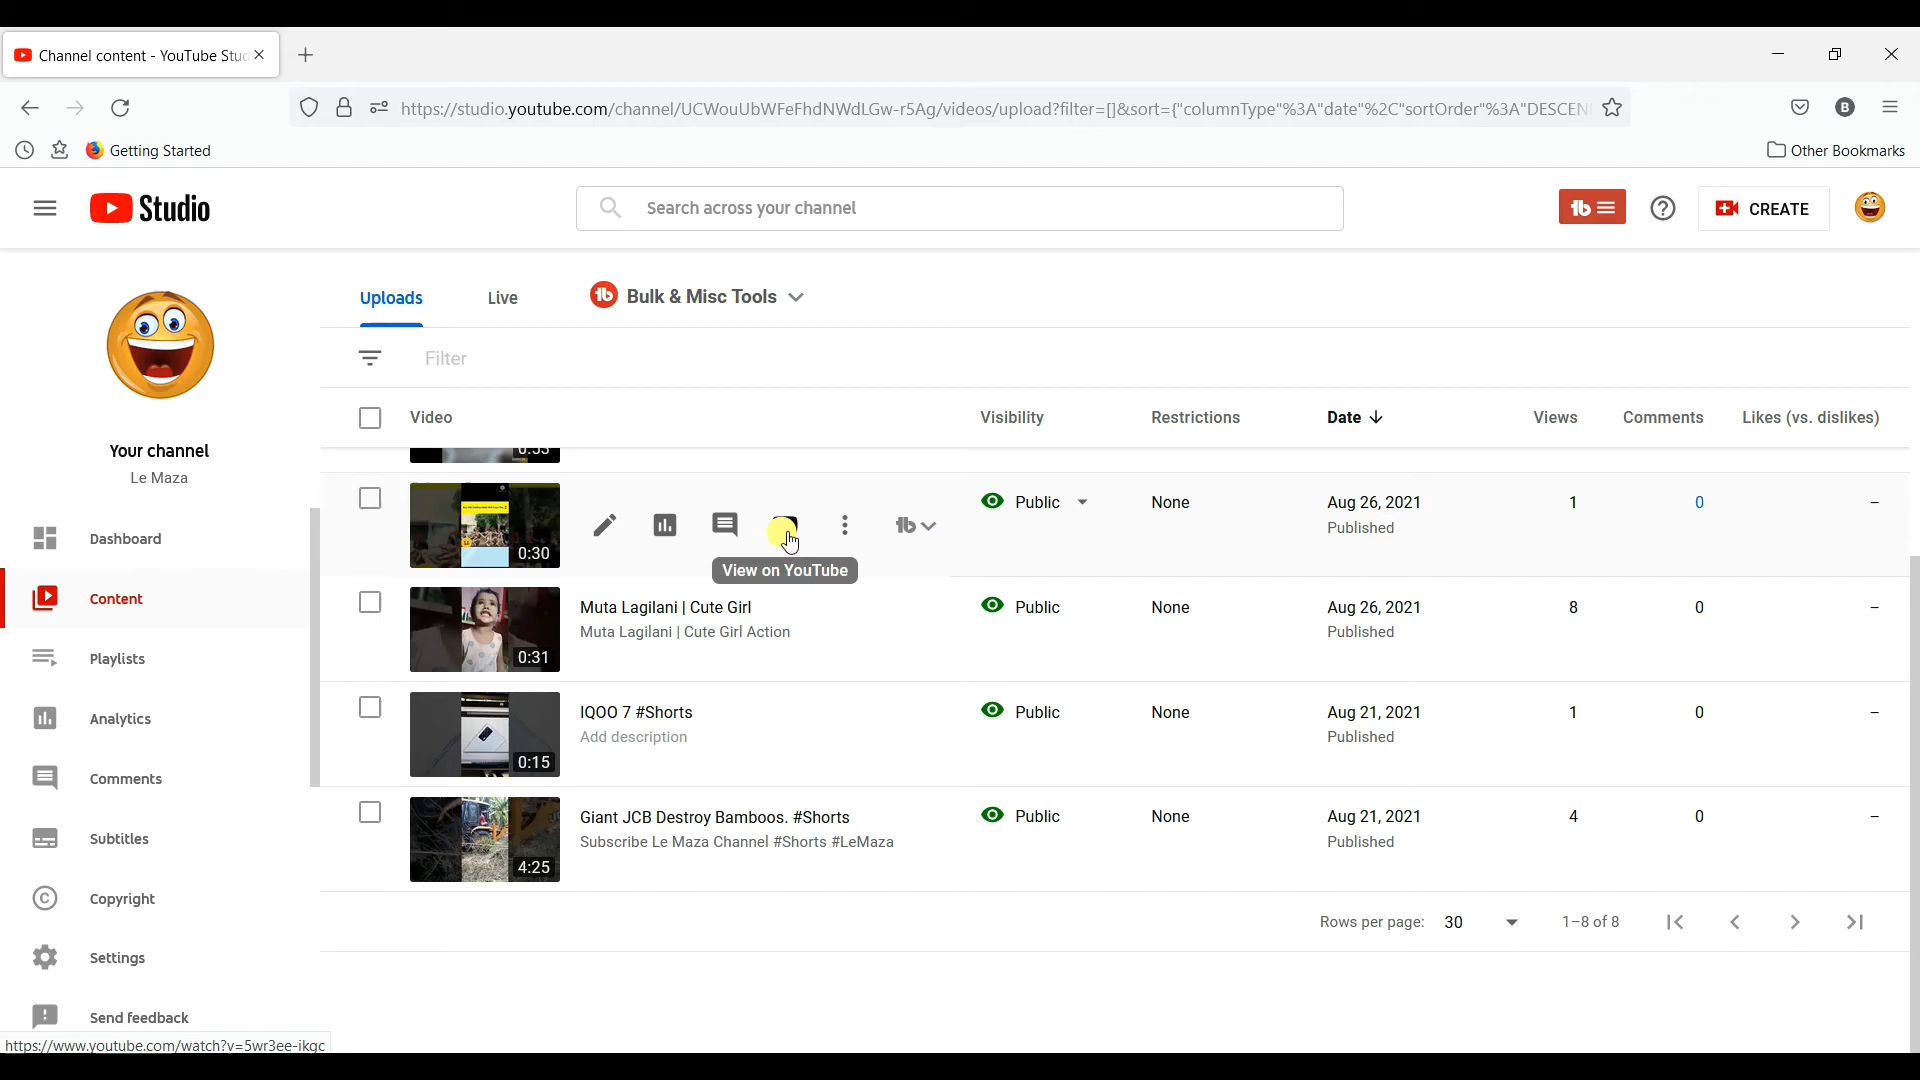 Channel content - YouTube Stud
https://studio.youtube.com/channel/UCWouUbWFeFhdNWdLGw-r5Ag/videos/upload?filter=[]&sort={"columnType"%3A"date"%2C"sortOrder"%3A"DESCEN
B
Getting Started
Other Bookmarks
Studio
Search across your channel
CREATE
Uploads Live Bulk & Misc Tools
Filter
Video Visibility Restrictions Date Views Comments Likes (vs. dislikes)
0:53
Your channel
Le Maza
Dashboard
Content
Playlists
Analytics
Comments
Subtitles
Copyright
Settings
Send feedback
0:30
Public None Aug 26, 2021 1 0 –
Published
View on YouTube
Muta Lagilani | Cute Girl Public None Aug 26, 2021 8 0 –
Muta Lagilani | Cute Girl Action Published
0:31
IQOO 7 #Shorts Public None Aug 21, 2021 1 0 –
Add description Published
0:15
Giant JCB Destroy Bamboos. #Shorts Public None Aug 21, 2021 4 0 –
Subscribe Le Maza Channel #Shorts #LeMaza Published
4:25
Rows per page: 30 1–8 of 8
https://www.youtube.com/watch?v=5wr3ee-ikgc